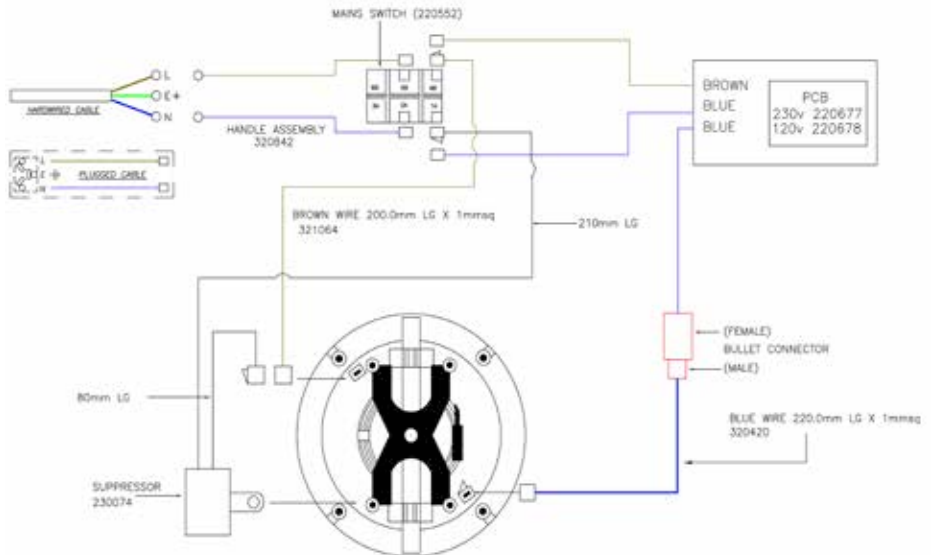 MAINS SWITCH (220552)
L
E+
N
HARDWIRED CABLE
HANDLE ASSEMBLY
320842
BROWN
BLUE
BLUE
PCB
230v 220677
120v 220678
L
E
N
PLUGGED CABLE
BROWN WIRE 200.0mm LG X 1mmsq
321064
210mm LG
(FEMALE)
BULLET CONNECTOR
(MALE)
80mm LG
BLUE WIRE 220.0mm LG X 1mmsq
320420
SUPPRESSOR
230074